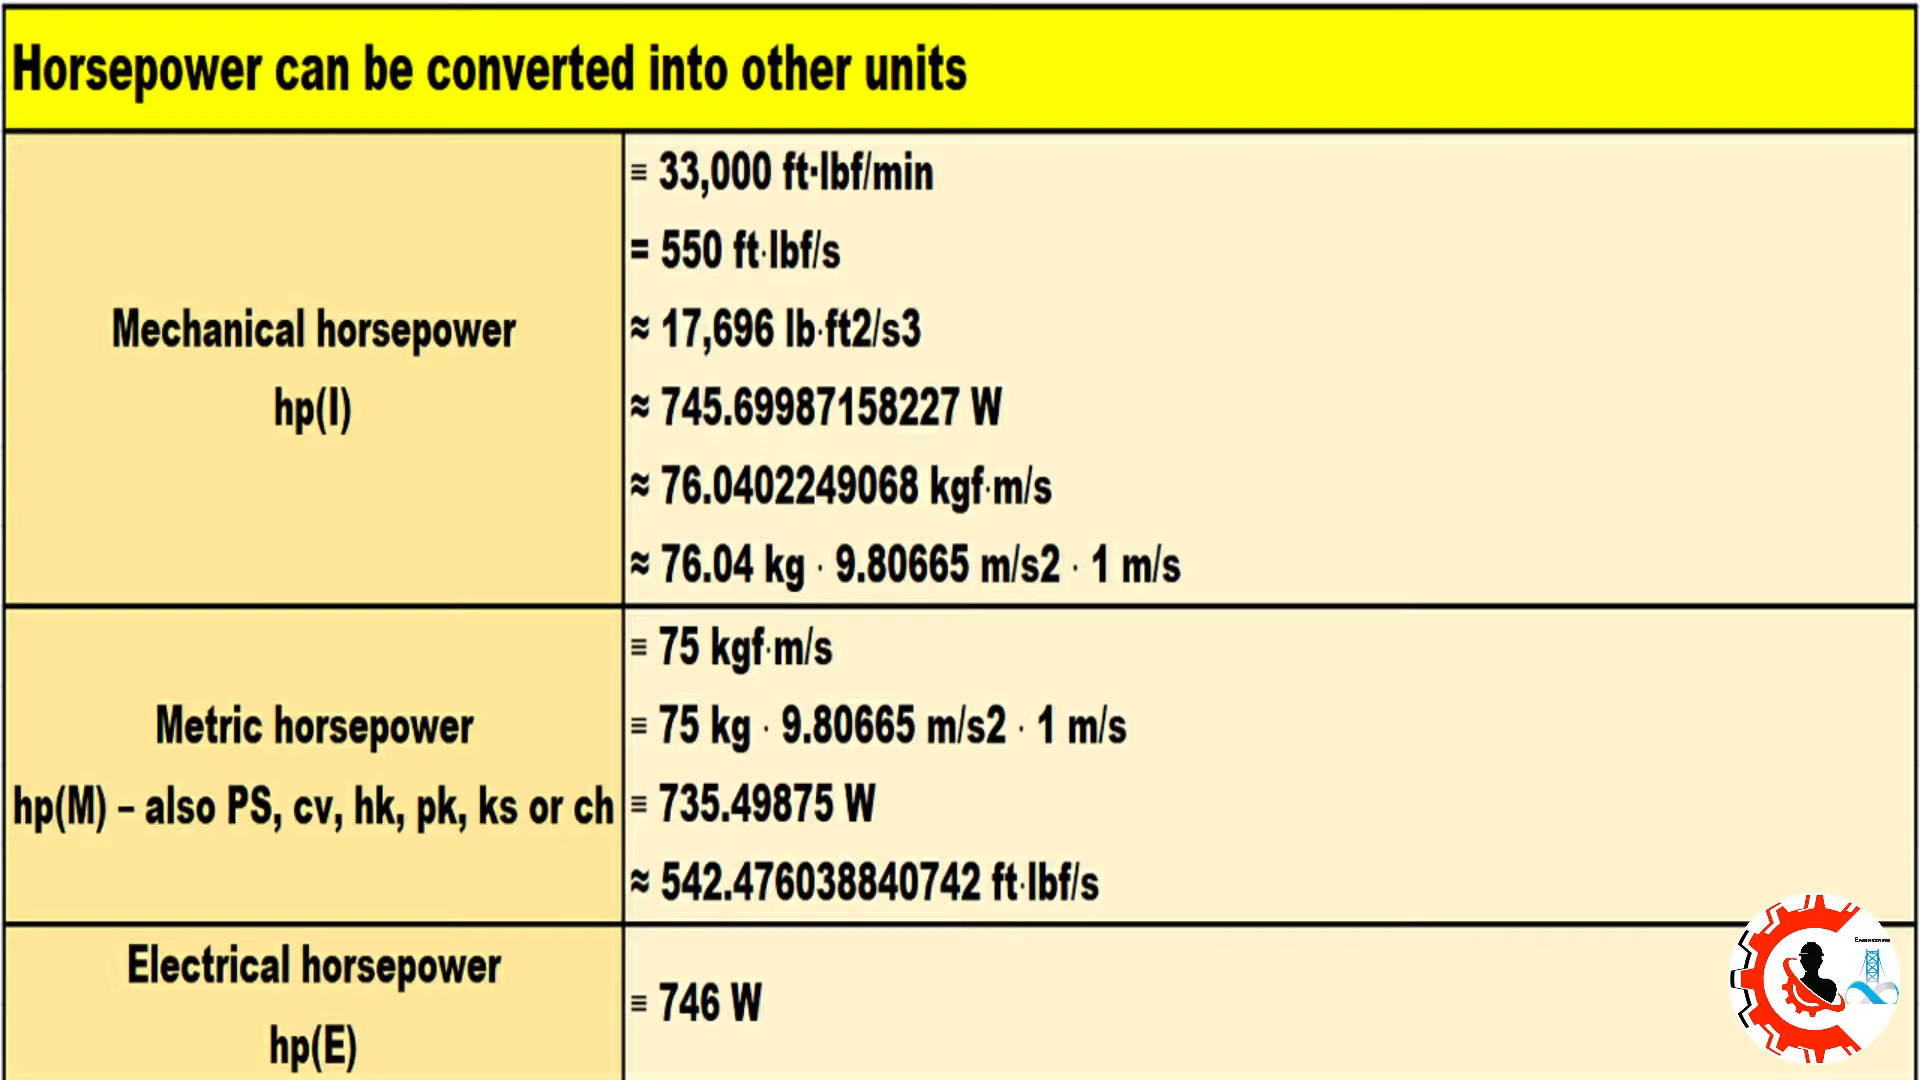 Horsepower can be converted into other units
Mechanical horsepower
hp(I)
≡ 33,000 ft·lbf/min
= 550 ft·lbf/s
≈ 17,696 lb·ft2/s3
≈ 745.69987158227 W
≈ 76.0402249068 kgf·m/s
≈ 76.04 kg · 9.80665 m/s2 · 1 m/s
Metric horsepower
hp(M) – also PS, cv, hk, pk, ks or ch
≡ 75 kgf·m/s
≡ 75 kg · 9.80665 m/s2 · 1 m/s
≡ 735.49875 W
≈ 542.476038840742 ft·lbf/s
Electrical horsepower
hp(E)
≡ 746 W
Engineering